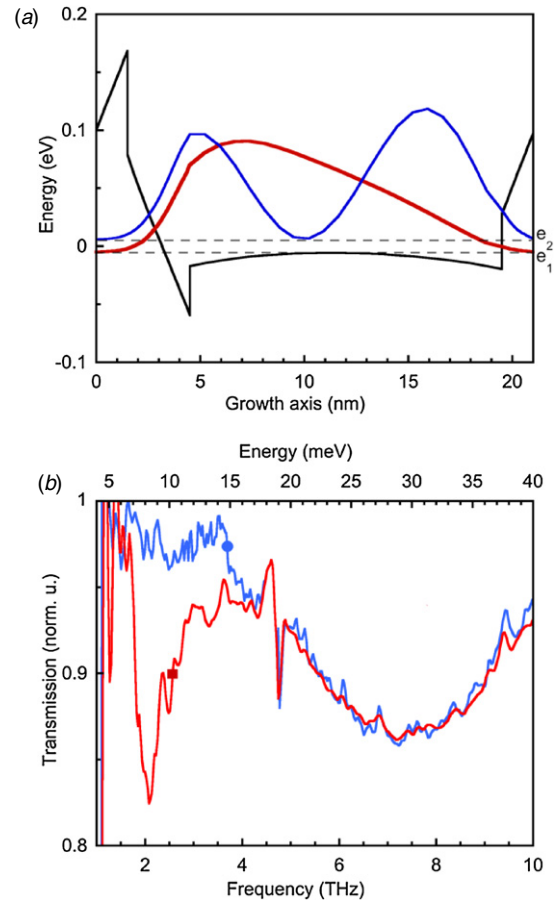 (a)
0.2
0.1
0
-0.1
Energy (eV)
e2
e1
0 5 10 15 20
Growth axis (nm)
Energy (meV)
(b)
5 10 15 20 25 30 35 40
1
0.9
0.8
Transmission (norm. u.)
2 4 6 8 10
Frequency (THz)